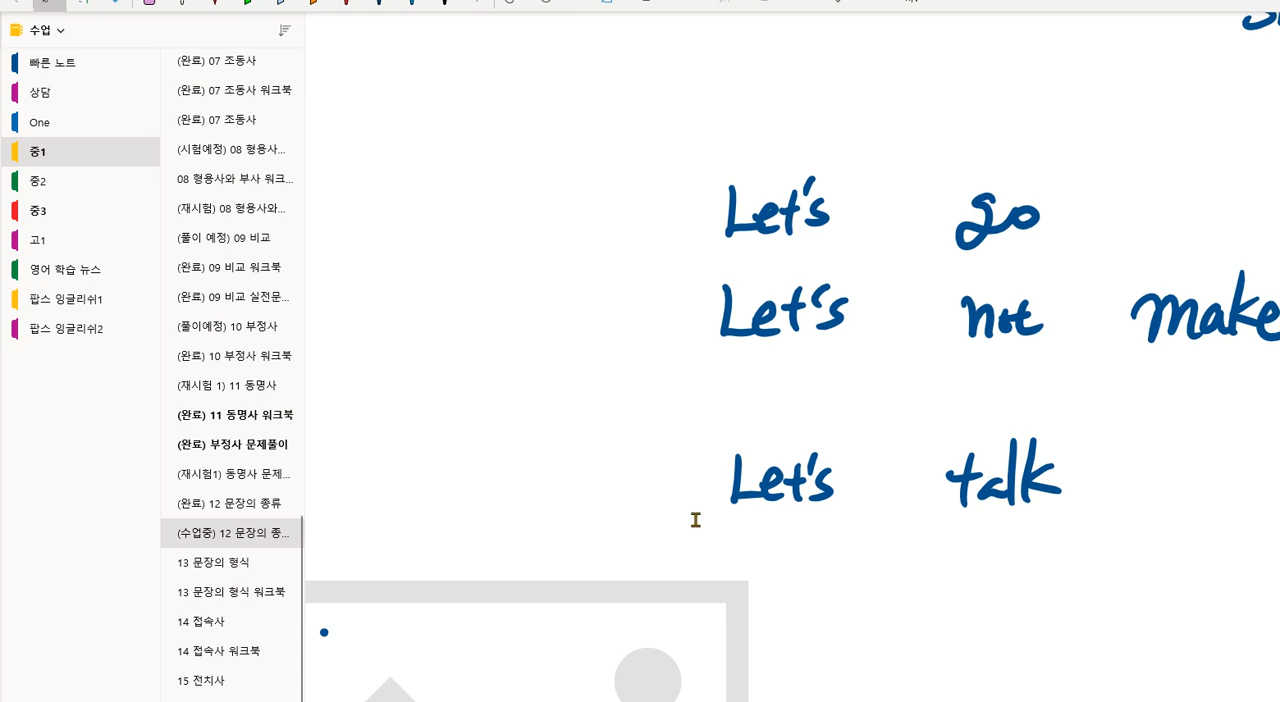 수업
빠른 노트
상담
One
중1
중2
중3
고1
영어 학습 뉴스
팝스 잉글리쉬1
팝스 잉글리쉬2
(완료) 07 조동사
(완료) 07 조동사 워크북
(완료) 07 조동사
(시험예정) 08 형용사...
08 형용사와 부사 워크...
(재시험) 08 형용사와...
(풀이 예정) 09 비교
(완료) 09 비교 워크북
(완료) 09 비교 실전문...
(풀이예정) 10 부정사
(완료) 10 부정사 워크북
(재시험 1) 11 동명사
(완료) 11 동명사 워크북
(완료) 부정사 문제풀이
(재시험1) 동명사 문제...
(완료) 12 문장의 종류
(수업중) 12 문장의 종...
13 문장의 형식
13 문장의 형식 워크북
14 접속사
14 접속사 워크북
15 전치사
Let's go
Let's not make
Let's talk